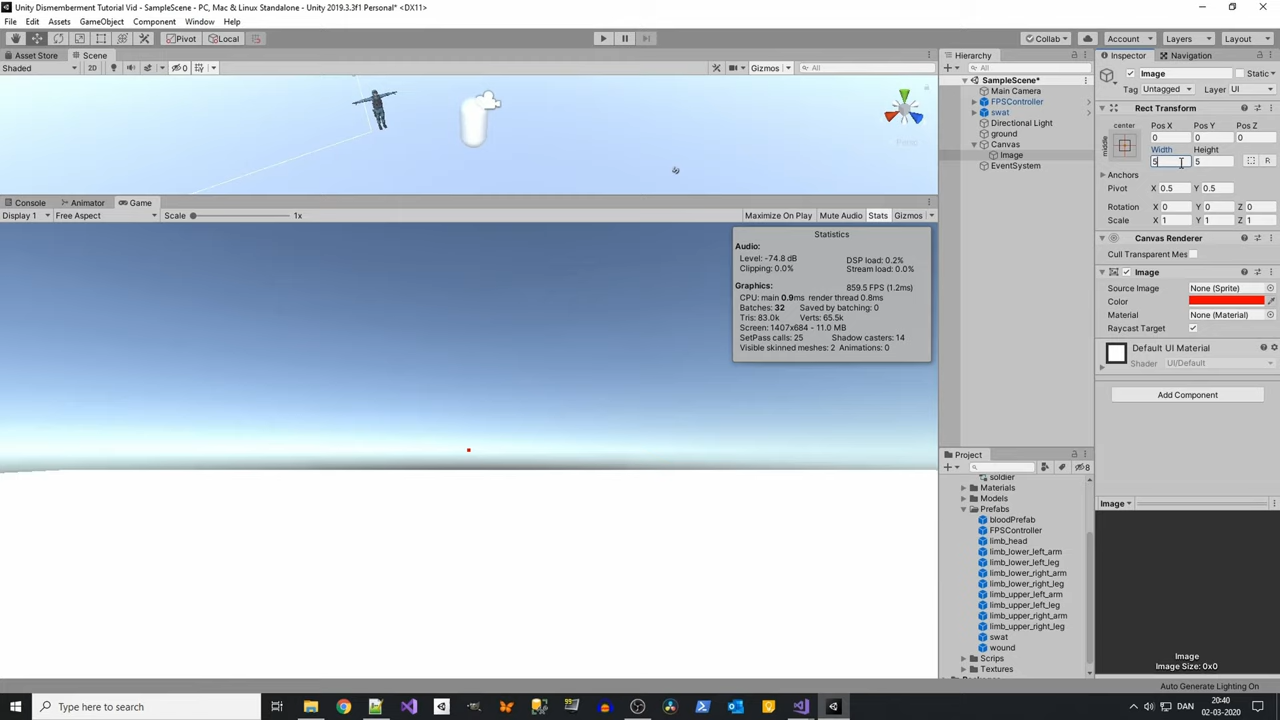 Unity Dismemberment Tutorial Vid - SampleScene - PC, Mac & Linux Standalone - Unity 2019.3.3f1 Personal* <DX11>
File Edit Assets GameObject Component Window Help
Pivot Local Collab Account Layers Layout
Asset Store Scene
Shaded 2D 0 Gizmos All
Console Animator Game
Display 1 Free Aspect Scale 1x Maximize On Play Mute Audio Stats Gizmos
Statistics
Audio:
Level: -74.8 dB DSP load: 0.2%
Clipping: 0.0% Stream load: 0.0%
Graphics: 859.5 FPS (1.2ms)
CPU: main 0.9ms render thread 0.8ms
Batches: 32 Saved by batching: 0
Tris: 83.0k Verts: 65.5k
Screen: 1407x684 - 11.0 MB
SetPass calls: 25 Shadow casters: 14
Visible skinned meshes: 2 Animations: 0
Hierarchy
All
SampleScene*
Main Camera
FPSController
swat
Directional Light
ground
Canvas
Image
EventSystem
Project
8
soldier
Materials
Models
Prefabs
bloodPrefab
FPSController
limb_head
limb_lower_left_arm
limb_lower_left_leg
limb_lower_right_arm
limb_lower_right_leg
limb_upper_left_arm
limb_upper_left_leg
limb_upper_right_arm
limb_upper_right_leg
swat
wound
Scrips
Textures
Inspector Navigation
Image Static
Tag Untagged Layer UI
Rect Transform
center Pos X Pos Y Pos Z
middle 0 0 0
Width Height
5 5 R
Anchors
Pivot X 0.5 Y 0.5
Rotation X 0 Y 0 Z 0
Scale X 1 Y 1 Z 1
Canvas Renderer
Cull Transparent Mes
Image
Source Image None (Sprite)
Color
Material None (Material)
Raycast Target
Default UI Material
Shader UI/Default
Add Component
Image
Image
Image Size: 0x0
Auto Generate Lighting On
Type here to search
DAN
20:40
02-03-2020